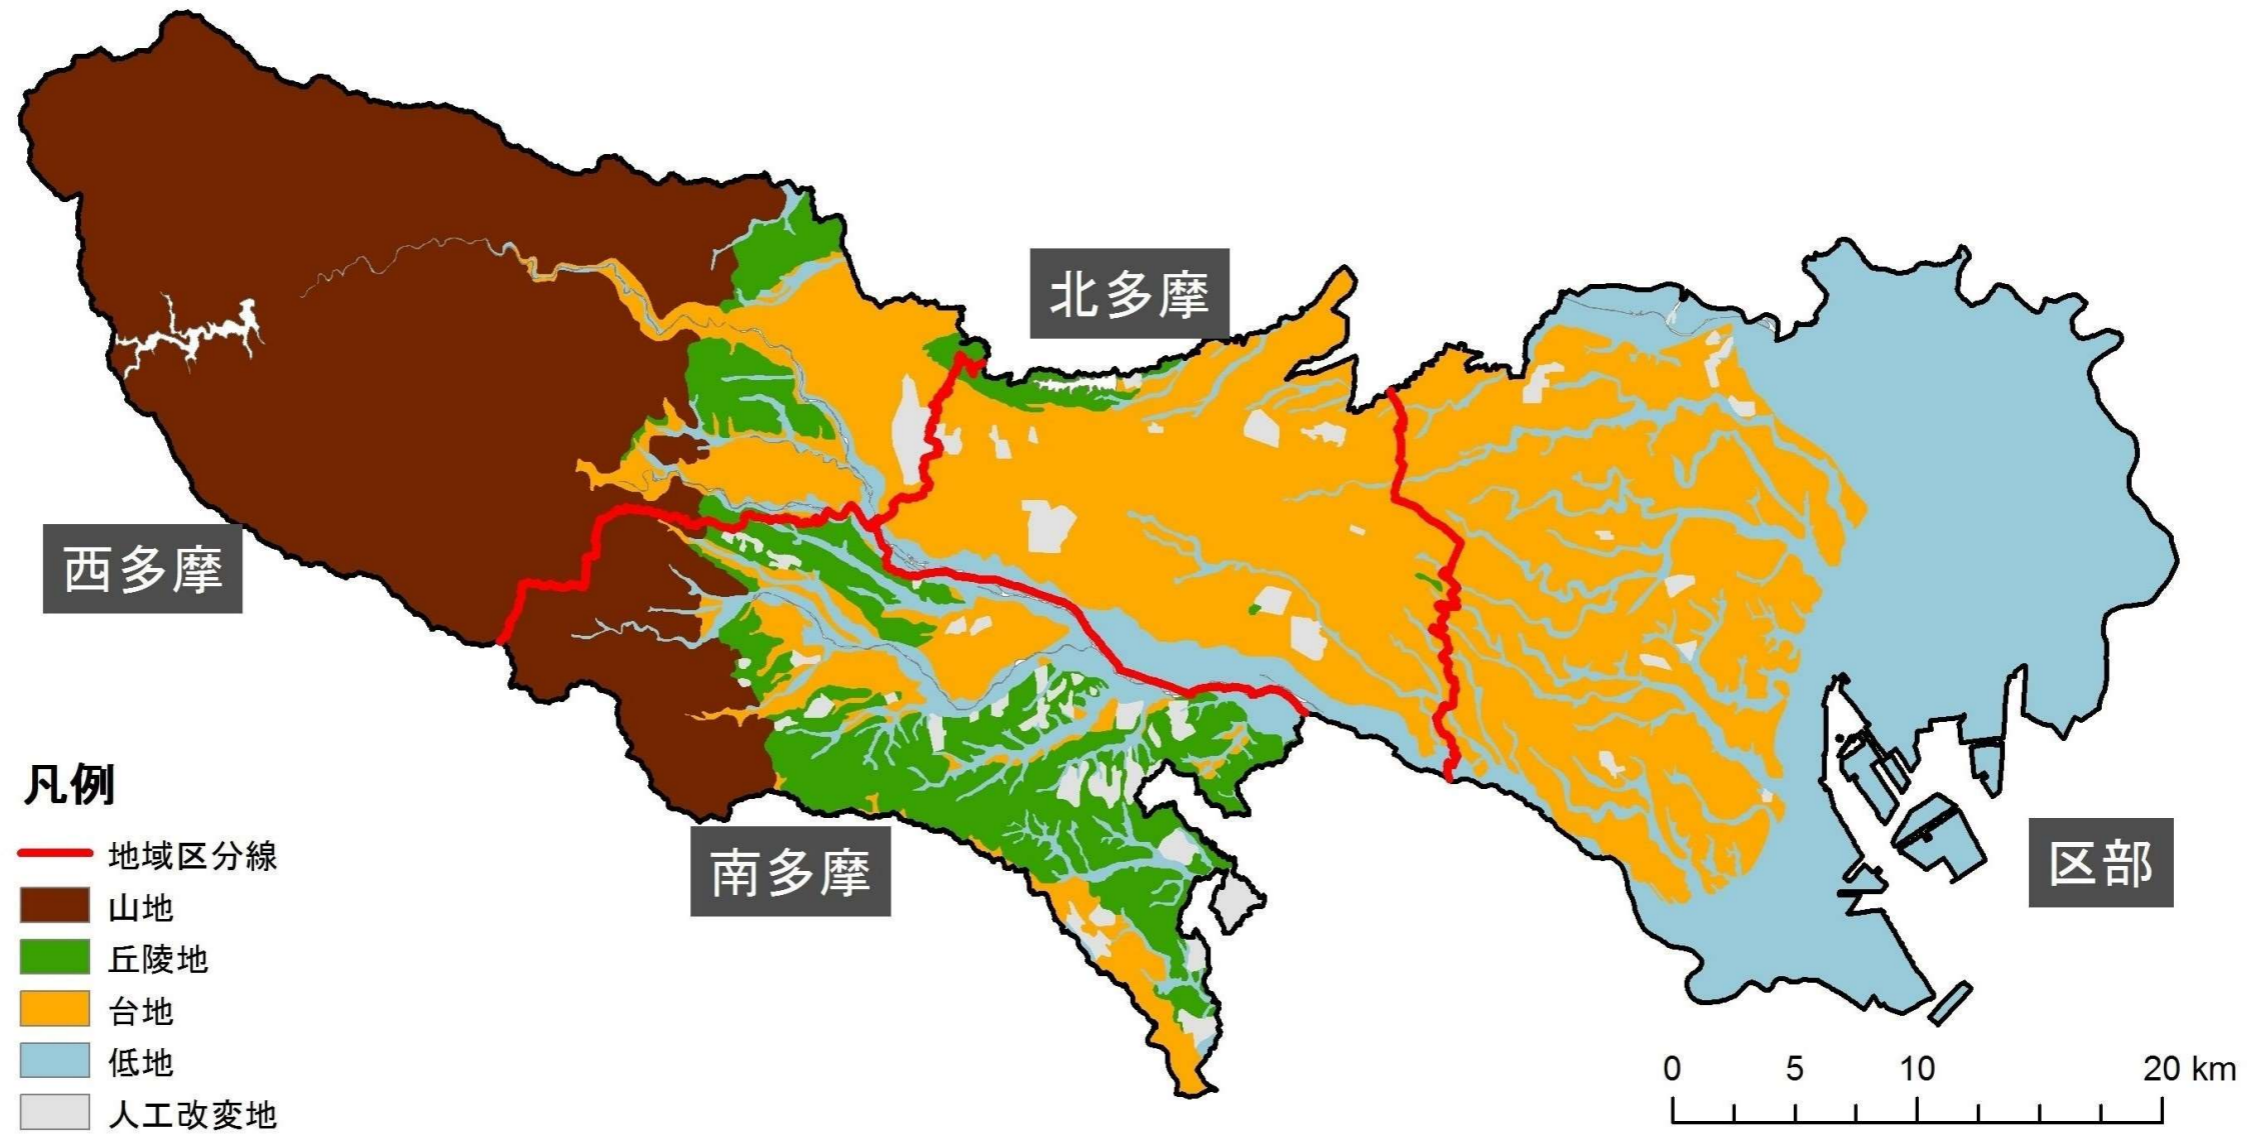 北多摩
西多摩
南多摩
区部
凡例
地域区分線
山地
丘陵地
台地
低地
人工改変地
0 5 10 20 km